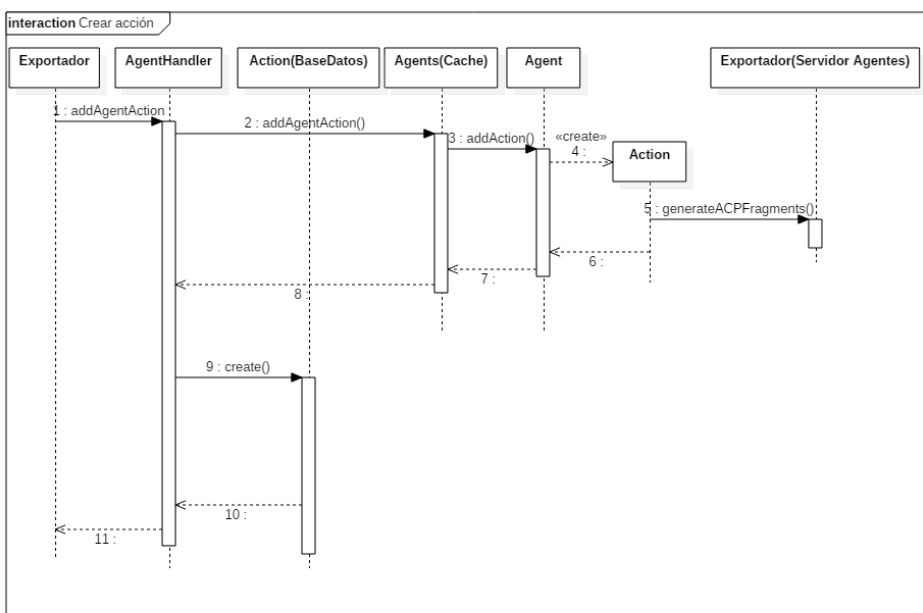 interaction Crear acción
Exportador
AgentHandler
Action(BaseDatos)
Agents(Cache)
Agent
Exportador(Servidor Agentes)
1 : addAgentAction
2 : addAgentAction()
3 : addAction()
«create»
4 :
Action
5 : generateACPFragments()
6 :
7 :
8 :
9 : create()
10 :
11 :